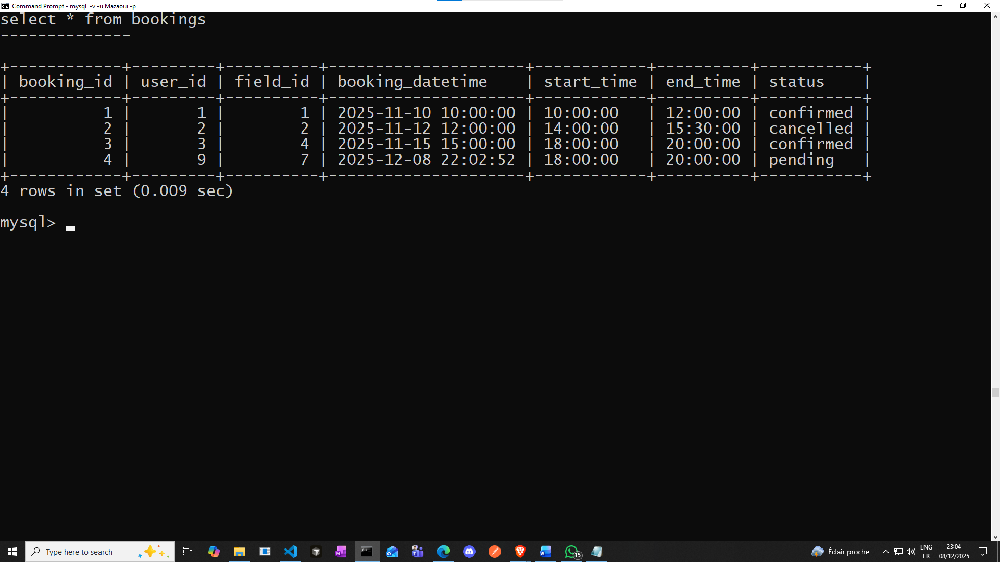 Command Prompt - mysql  -v -u Mazaoui -p
select * from bookings
--------------
+------------+---------+----------+---------------------+------------+----------+-----------+
| booking_id | user_id | field_id | booking_datetime    | start_time | end_time | status    |
+------------+---------+----------+---------------------+------------+----------+-----------+
|          1 |       1 |        1 | 2025-11-10 10:00:00 | 10:00:00   | 12:00:00 | confirmed |
|          2 |       2 |        2 | 2025-11-12 12:00:00 | 14:00:00   | 15:30:00 | cancelled |
|          3 |       3 |        4 | 2025-11-15 15:00:00 | 18:00:00   | 20:00:00 | confirmed |
|          4 |       9 |        7 | 2025-12-08 22:02:52 | 18:00:00   | 20:00:00 | pending   |
+------------+---------+----------+---------------------+------------+----------+-----------+
4 rows in set (0.009 sec)
mysql>
Type here to search
15
Éclair proche
ENG
FR
23:04
08/12/2025